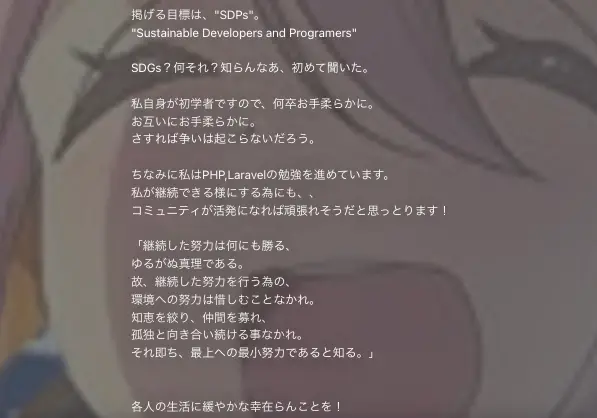 掲げる目標は、"SDPs"。
"Sustainable Developers and Programers"
SDGs？何それ？知らんなあ、初めて聞いた。
私自身が初学者ですので、何卒お手柔らかに。
お互いにお手柔らかに。
さすれば争いは起こらないだろう。
ちなみに私はPHP,Laravelの勉強を進めています。
私が継続できる様にする為にも、、
コミュニティが活発になれば頑張れそうだと思っとります！
「継続した努力は何にも勝る、
ゆるがぬ真理である。
故、継続した努力を行う為の、
環境への努力は惜しむことなかれ。
知恵を絞り、仲間を募れ、
孤独と向き合い続ける事なかれ。
それ即ち、最上への最小努力であると知る。」
各人の生活に緩やかな幸在らんことを！